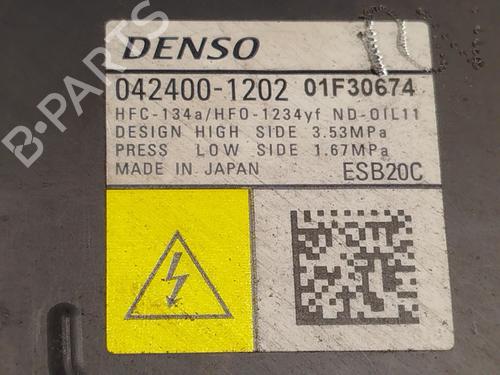 DENSO
042400-1202 01F30674
HFC-134a/HFO-1234yf ND-OIL11
DESIGN HIGH SIDE 3.53MPa
PRESS LOW SIDE 1.67MPa
MADE IN JAPAN ESB20C
B-PARTS